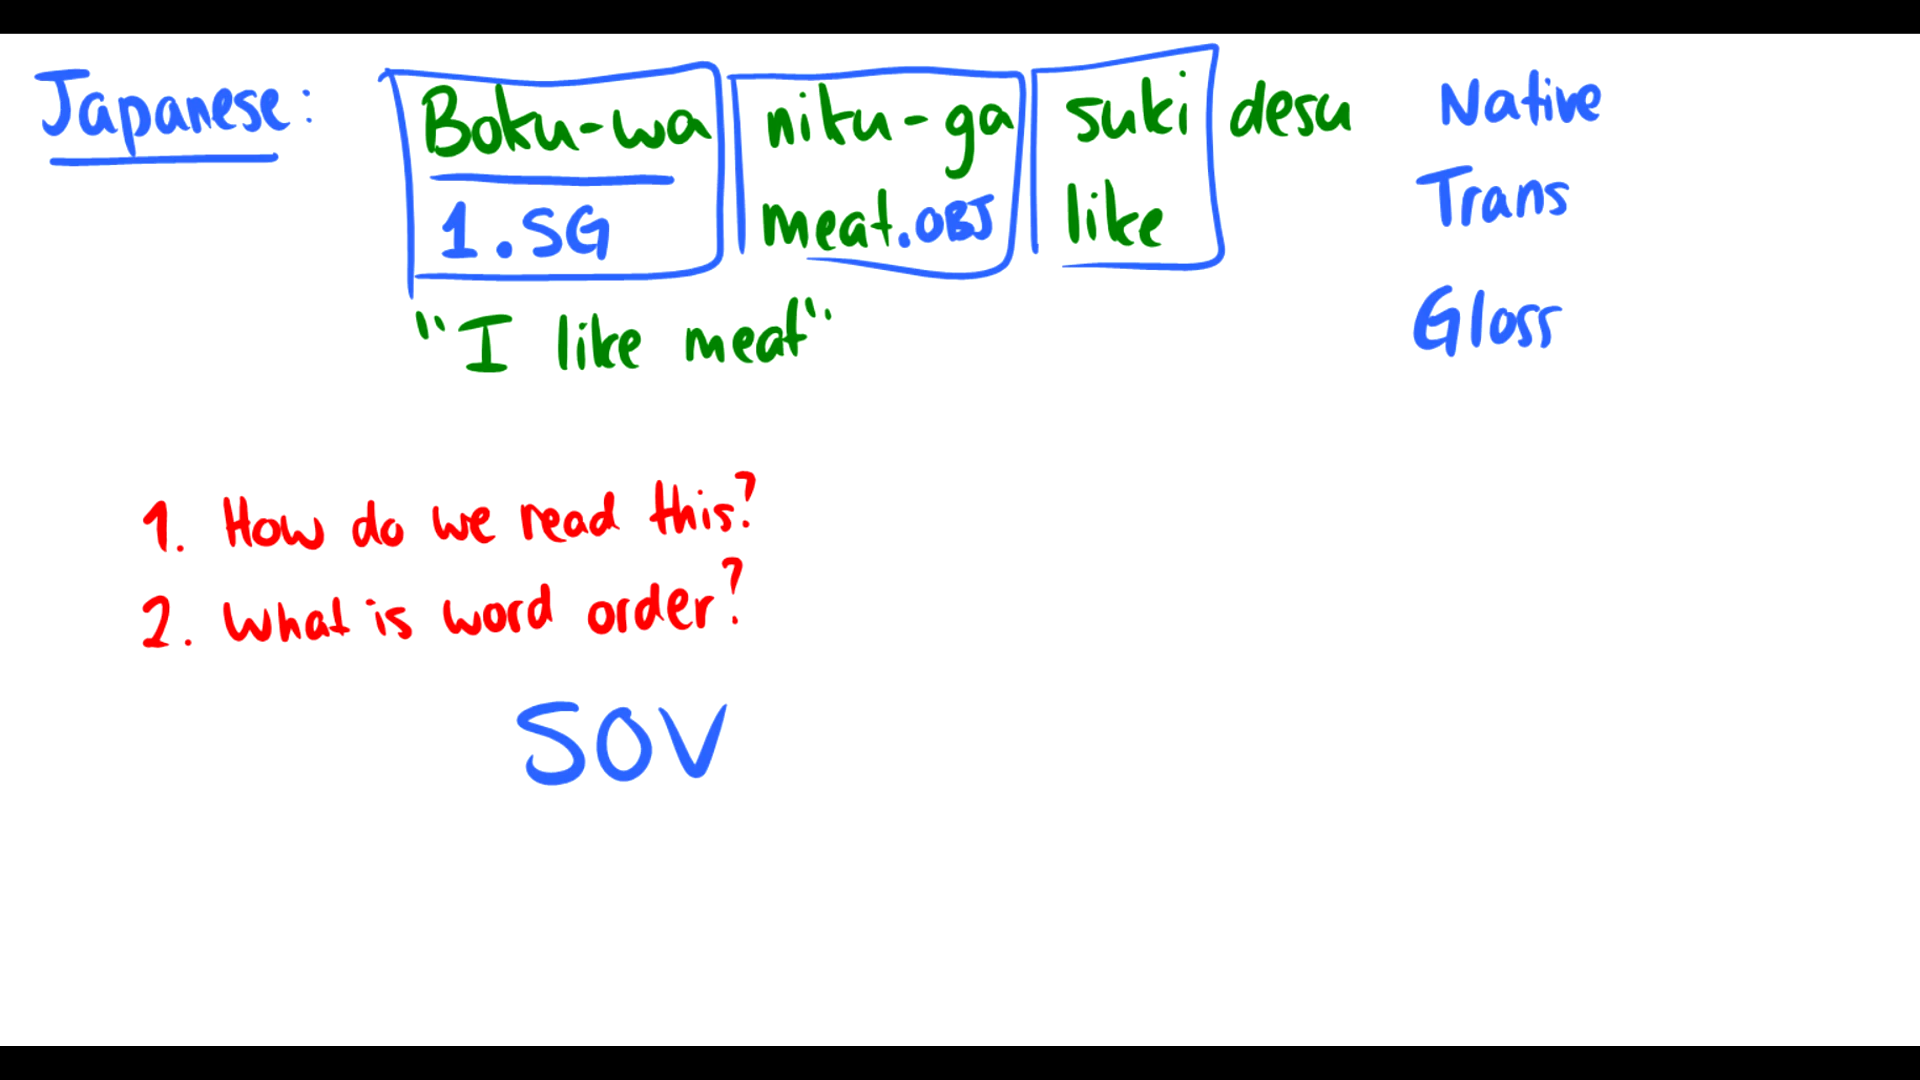 Japanese: Boku-wa niku-ga suki desu Native
1.SG meat.OBJ like Trans
"I like meat" Gloss
1. How do we read this?
2. What is word order?
SOV